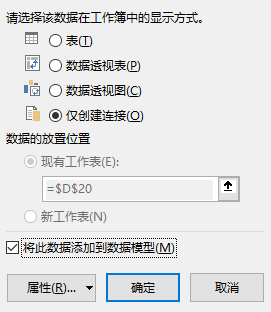 请选择该数据在工作簿中的显示方式。
表(T)
数据透视表(P)
数据透视图(C)
仅创建连接(O)
数据的放置位置
现有工作表(E):
=$D$20
新工作表(N)
将此数据添加到数据模型(M)
属性(R)... 确定 取消